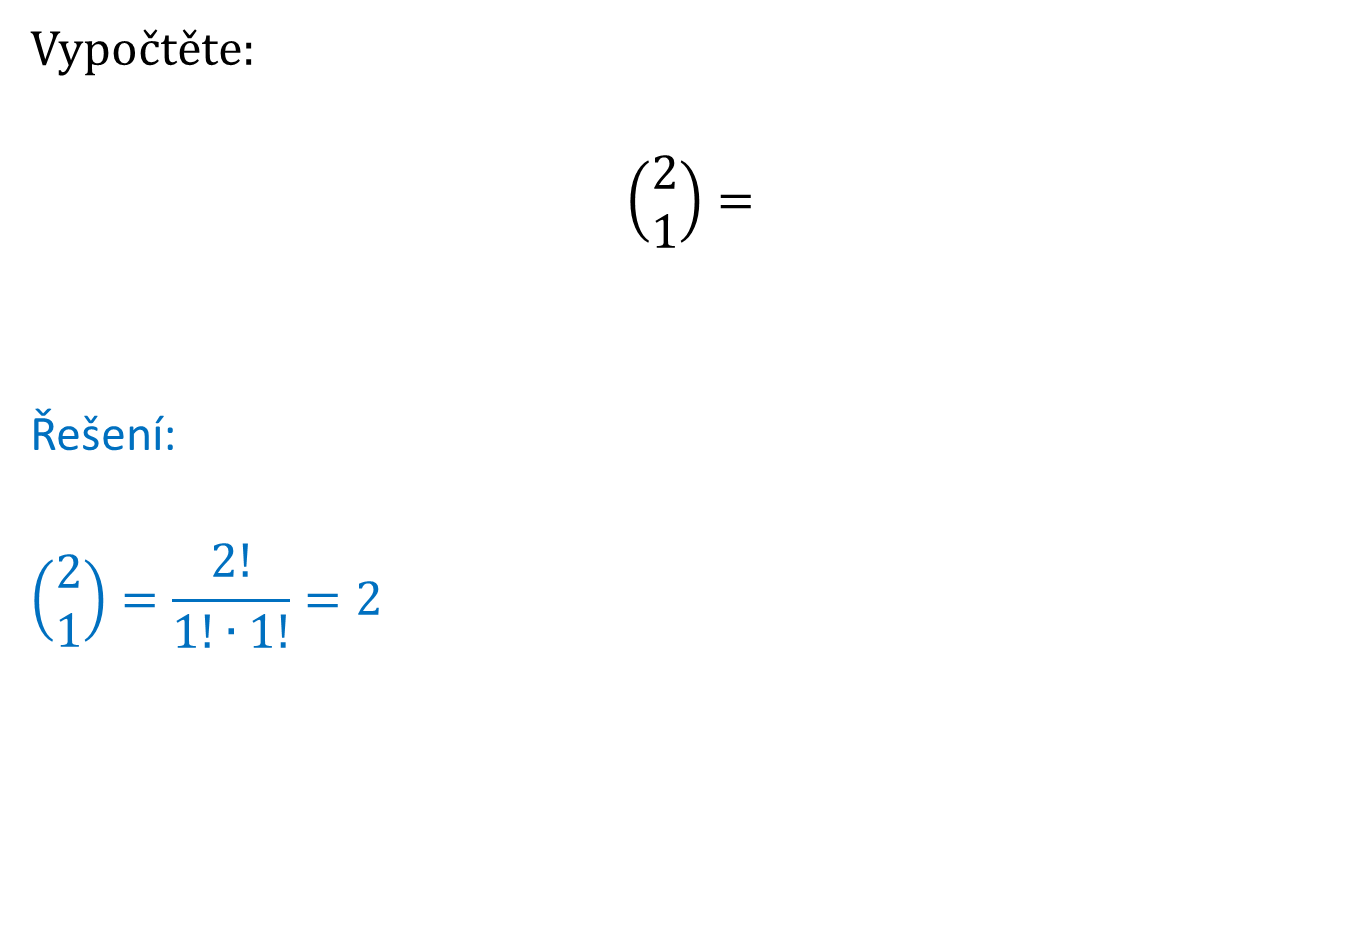 Vypočtěte:
(2
1) =
Řešení:
(2
1) = 2!/(1! · 1!) = 2